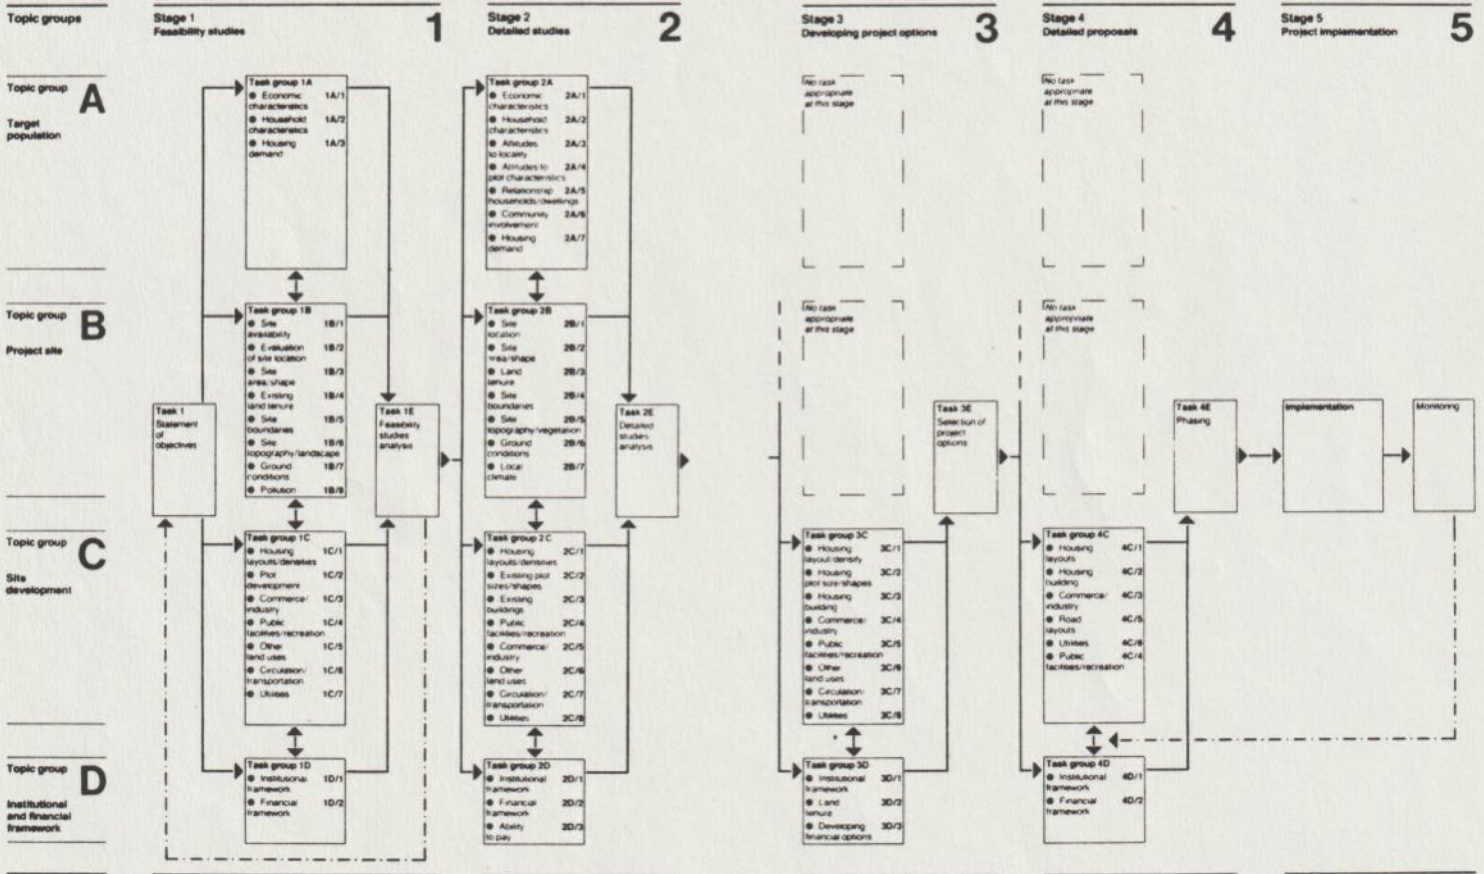 Topic groups
Stage 1
Feasibility studies
1
Stage 2
Detailed studies
2
Stage 3
Developing project options
3
Stage 4
Detailed proposals
4
Stage 5
Project implementation
5
Topic group A
Target
population
Task group 1A
Economic 1A/1
characteristics
Household 1A/2
characteristics
Housing 1A/3
demand
Task group 2A
Economic 2A/1
characteristics
Household 2A/2
characteristics
Attitudes 2A/3
to locality
Attitudes to 2A/4
plot characteristics
Relationship 2A/5
households/dwellings
Community 2A/6
involvement
Housing 2A/7
demand
No task
appropriate
at this stage
No task
appropriate
at this stage
Topic group B
Project site
Task group 1B
Site 1B/1
availability
Evaluation 1B/2
of site location
Site 1B/3
area/shape
Existing 1B/4
land tenure
Site 1B/5
boundaries
Site 1B/6
topography/landscape
Ground 1B/7
conditions
Pollution 1B/8
Task group 2B
Site 2B/1
location
Site 2B/2
area/shape
Land 2B/3
tenure
Site 2B/4
boundaries
Site 2B/5
topography/vegetation
Ground 2B/6
conditions
Local 2B/7
climate
No task
appropriate
at this stage
No task
appropriate
at this stage
Task 1
Statement
of
objectives
Task 1E
Feasibility
studies
analysis
Task 2E
Detailed
studies
analysis
Task 3E
Selection of
project
options
Task 4E
Phasing
Implementation
Monitoring
Topic group C
Site
development
Task group 1C
Housing 1C/1
layouts/densities
Plot 1C/2
development
Commerce/ 1C/3
industry
Public 1C/4
facilities/recreation
Other 1C/5
land uses
Circulation/ 1C/6
transportation
Utilities 1C/7
Task group 2C
Housing 2C/1
layouts/densities
Existing plot 2C/2
sizes/shapes
Existing 2C/3
buildings
Public 2C/4
facilities/recreation
Commerce/ 2C/5
industry
Other 2C/6
land uses
Circulation/ 2C/7
transportation
Utilities 2C/8
Task group 3C
Housing 3C/1
layout/density
Housing 3C/2
plot size/shapes
Housing 3C/3
building
Commerce/ 3C/4
industry
Public 3C/5
facilities/recreation
Other 3C/6
land uses
Circulation/ 3C/7
transportation
Utilities 3C/8
Task group 4C
Housing 4C/1
layouts
Housing 4C/2
building
Commerce/ 4C/3
industry
Road 4C/5
layouts
Utilities 4C/6
Public 4C/4
facilities/recreation
Topic group D
Institutional
and financial
framework
Task group 1D
Institutional 1D/1
framework
Financial 1D/2
framework
Task group 2D
Institutional 2D/1
framework
Financial 2D/2
framework
Ability 2D/3
to pay
Task group 3D
Institutional 3D/1
framework
Land 3D/2
tenure
Developing 3D/3
financial options
Task group 4D
Institutional 4D/1
framework
Financial 4D/2
framework